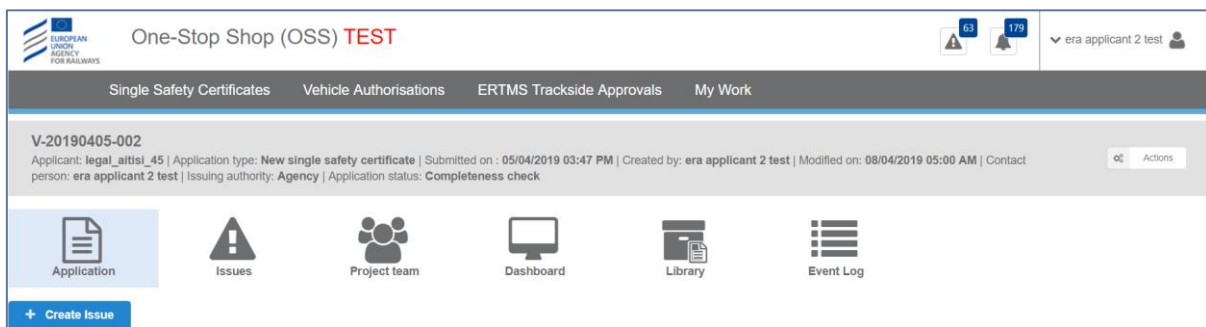 EUROPEAN
UNION
AGENCY
FOR RAILWAYS
One-Stop Shop (OSS) TEST
63
179
era applicant 2 test
Single Safety Certificates Vehicle Authorisations ERTMS Trackside Approvals My Work
V-20190405-002
Applicant: legal_aitisi_45 | Application type: New single safety certificate | Submitted on : 05/04/2019 03:47 PM | Created by: era applicant 2 test | Modified on: 08/04/2019 05:00 AM | Contact
person: era applicant 2 test | Issuing authority: Agency | Application status: Completeness check
Actions
Application Issues Project team Dashboard Library Event Log
+ Create Issue